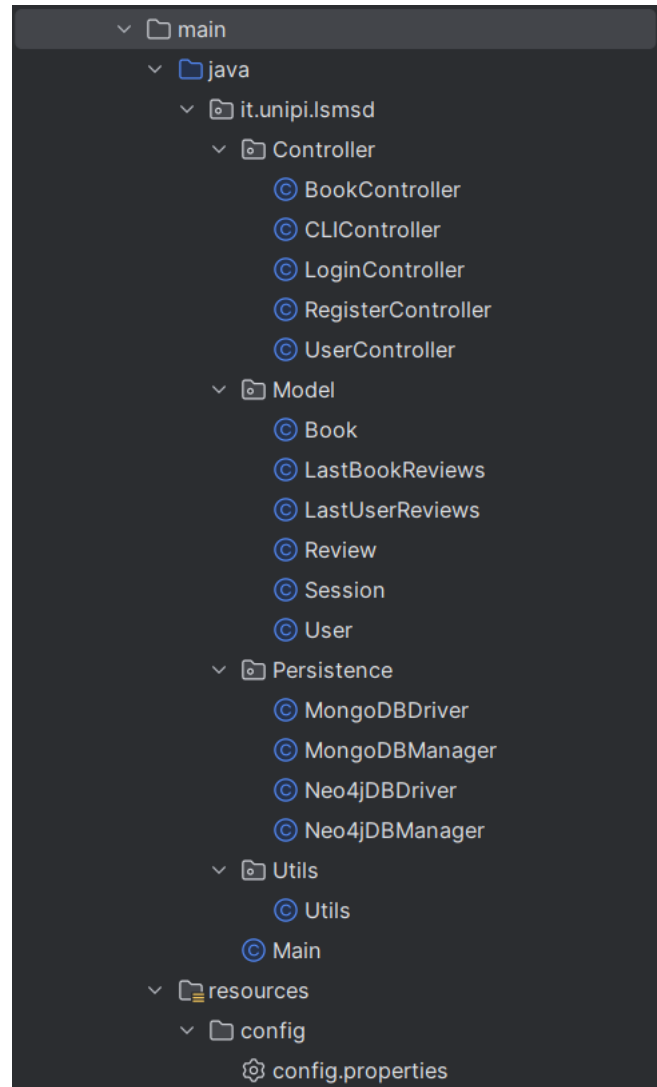 main
java
it.unipi.lsmsd
Controller
BookController
CLIController
LoginController
RegisterController
UserController
Model
Book
LastBookReviews
LastUserReviews
Review
Session
User
Persistence
MongoDBDriver
MongoDBManager
Neo4jDBDriver
Neo4jDBManager
Utils
Utils
Main
resources
config
config.properties